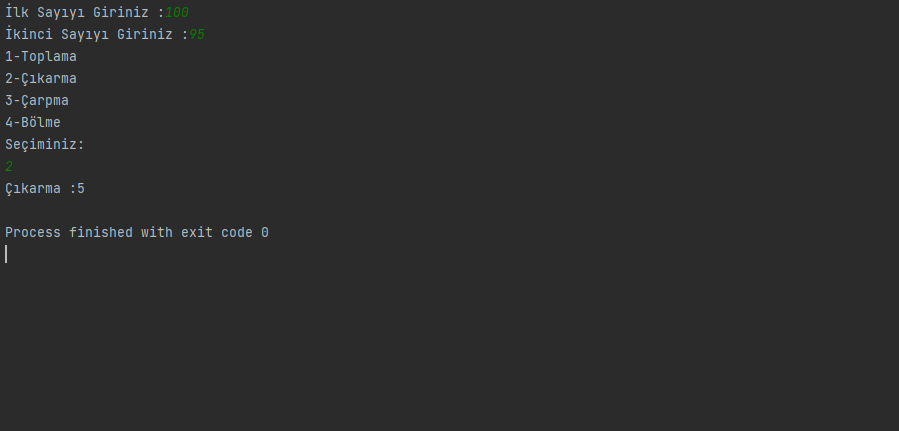 İlk Sayıyı Giriniz :100
İkinci Sayıyı Giriniz :95
1-Toplama
2-Çıkarma
3-Çarpma
4-Bölme
Seçiminiz:
2
Çıkarma :5
Process finished with exit code 0